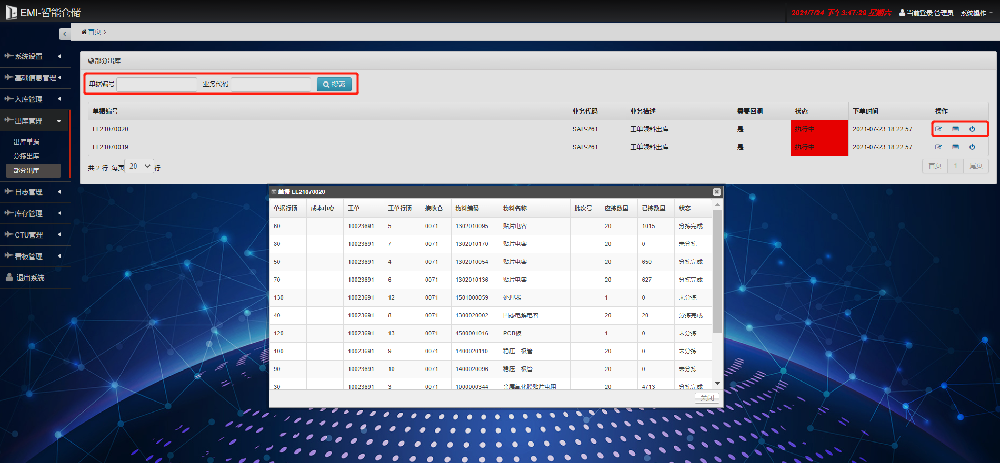 EMI-智能仓储
2021/7/24 下午3:17:29 星期六 当前登录:管理员 系统操作
首页 >
系统设置
基础信息管理
入库管理
出库管理
出库单据
分拣出库
部分出库
日志管理
库存管理
CTU管理
看板管理
退出系统
部分出库
单据编号 业务代码 搜索
单据编号 业务代码 业务描述 需要回调 状态 下单时间 操作
LL21070020 SAP-261 工单领料出库 是 执行中 2021-07-23 18:22:57
LL21070019 SAP-261 工单领料出库 是 执行中 2021-07-23 18:22:57
共 2 行 ,每页 20 行 首页 1 尾页
单据 LL21070020
单据行项 成本中心 工单 工单行项 接收仓 物料编码 物料名称 批次号 应拣数量 已拣数量 状态
60 10023691 5 0071 1302010095 贴片电容 20 1015 分拣完成
80 10023691 7 0071 1302010170 贴片电容 20 0 未分拣
50 10023691 4 0071 1302010054 贴片电容 20 650 分拣完成
70 10023691 6 0071 1302010136 贴片电容 20 627 分拣完成
130 10023691 12 0071 1501000059 处理器 1 0 未分拣
40 10023691 8 0071 1300020002 固态电解电容 20 20 分拣完成
120 10023691 13 0071 4500001016 PCB板 1 0 未分拣
100 10023691 9 0071 1400020110 稳压二极管 20 0 未分拣
90 10023691 10 0071 1400020096 稳压二极管 20 0 未分拣
30 10023691 3 0071 1000000344 金属氧化膜贴片电阻 20 4713 分拣完成
关闭